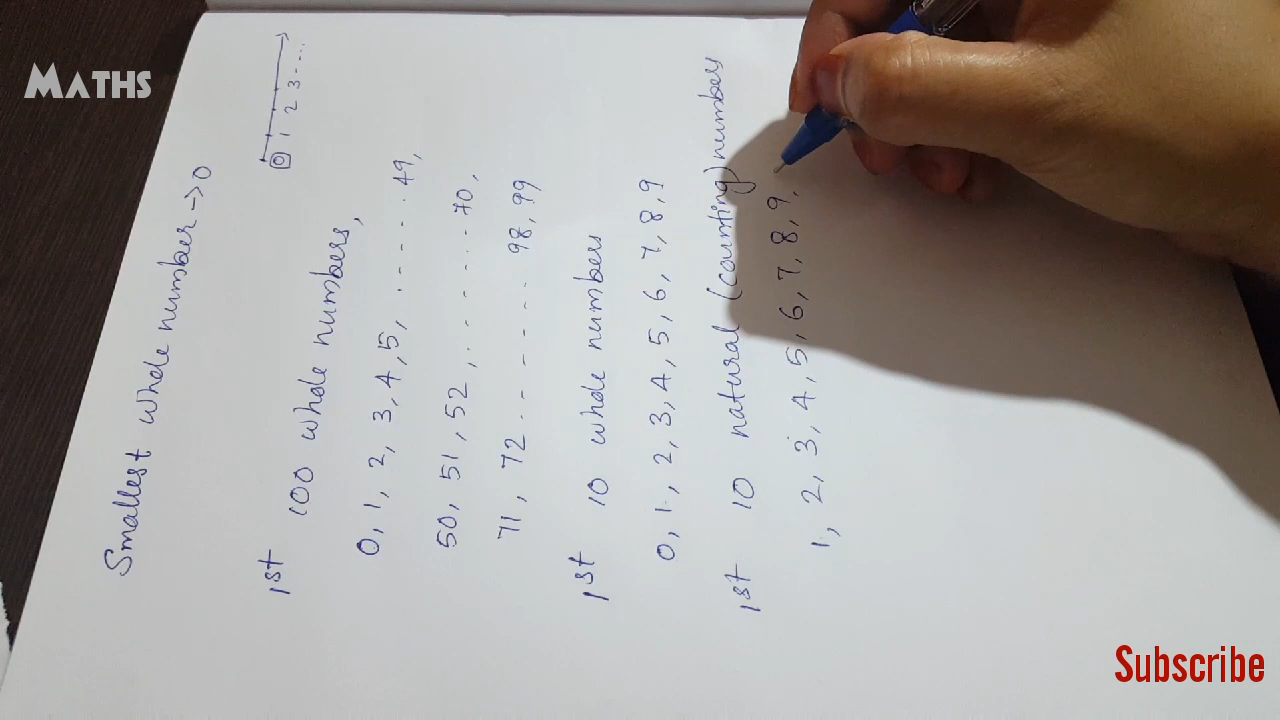 MATHS
Smallest whole number → 0
0 1 2 3....
1st 100 whole numbers,
0, 1, 2, 3, 4, 5, ...... 49,
50, 51, 52, ...... 70,
71, 72 ....... 98, 99
1st 10 whole numbers
0, 1, 2, 3, 4, 5, 6, 7, 8, 9
1st 10 natural (counting) numbers
1, 2, 3, 4, 5, 6, 7, 8, 9,
Subscribe